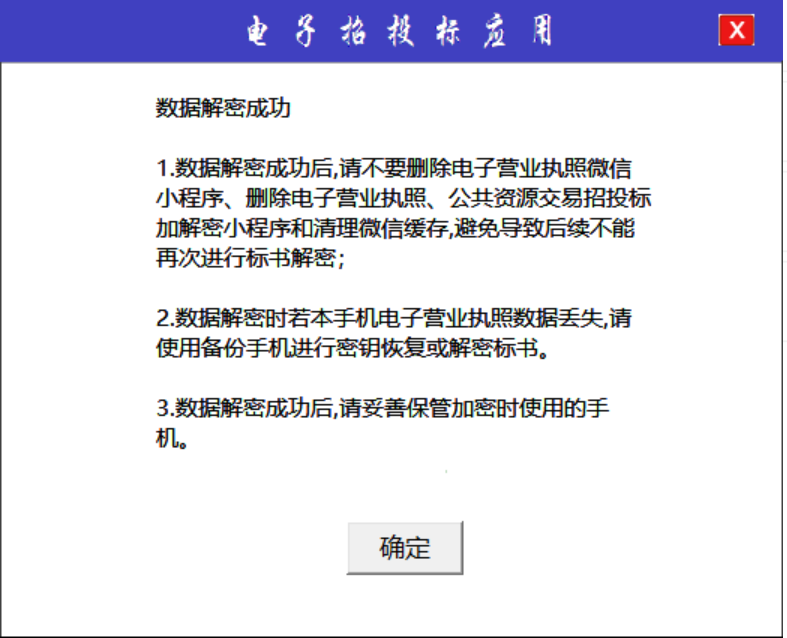 电子招投标应用
X
数据解密成功
1.数据解密成功后,请不要删除电子营业执照微信
小程序、删除电子营业执照、公共资源交易招投标
加解密小程序和清理微信缓存,避免导致后续不能
再次进行标书解密；
2.数据解密时若本手机电子营业执照数据丢失,请
使用备份手机进行密钥恢复或解密标书。
3.数据解密成功后,请妥善保管加密时使用的手
机。
确定